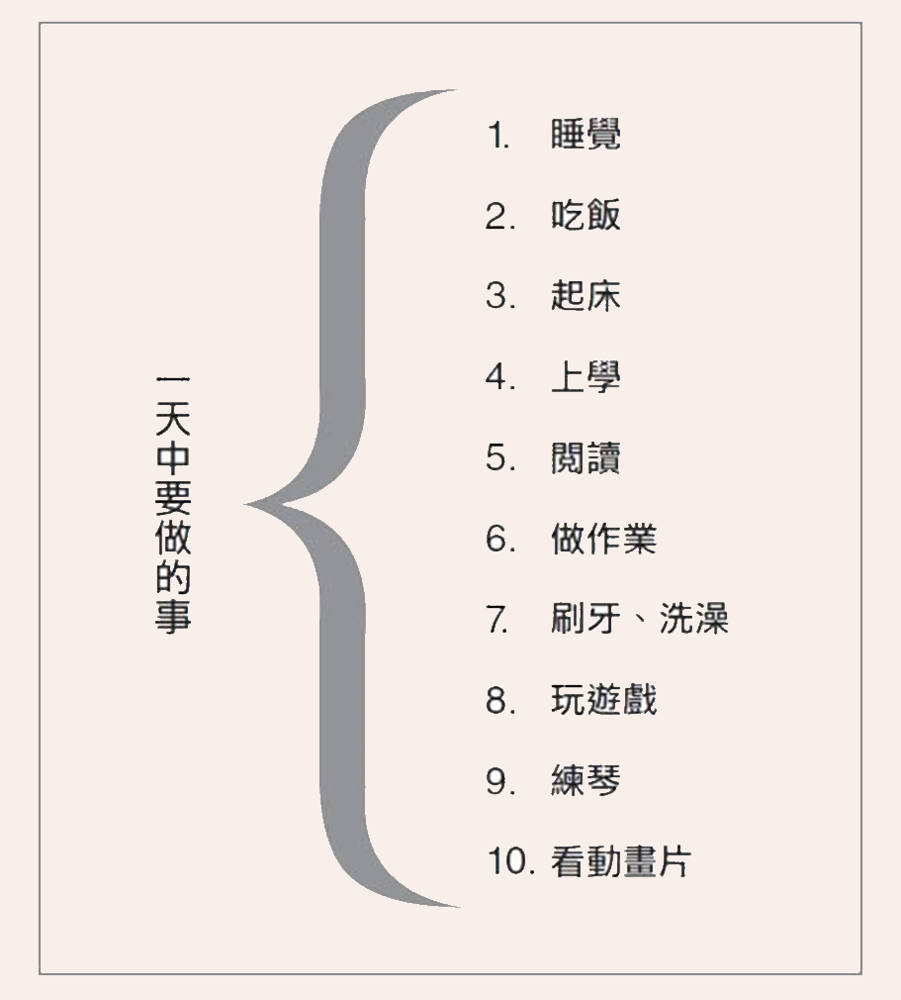 一天中要做的事
1. 睡覺
2. 吃飯
3. 起床
4. 上學
5. 閱讀
6. 做作業
7. 刷牙、洗澡
8. 玩遊戲
9. 練琴
10. 看動畫片